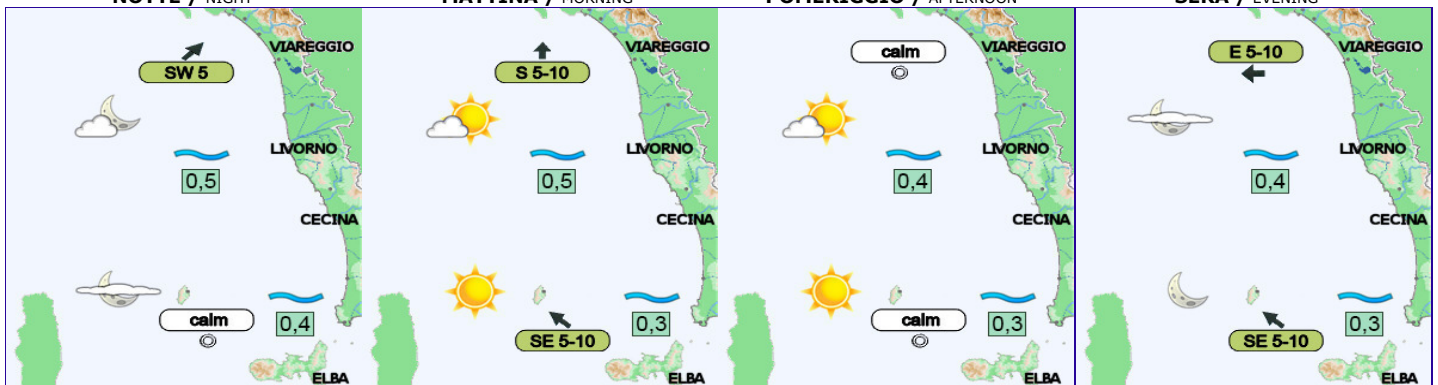 NOTTE / NIGHT
MATTINA / MORNING
POMERIGGIO / AFTERNOON
SERA / EVENING
VIAREGGIO
SW 5
LIVORNO
0,5
CECINA
calm
0,4
ELBA
VIAREGGIO
S 5-10
LIVORNO
0,5
CECINA
SE 5-10
0,3
ELBA
VIAREGGIO
calm
LIVORNO
0,4
CECINA
calm
0,3
ELBA
VIAREGGIO
E 5-10
LIVORNO
0,4
CECINA
SE 5-10
0,3
ELBA